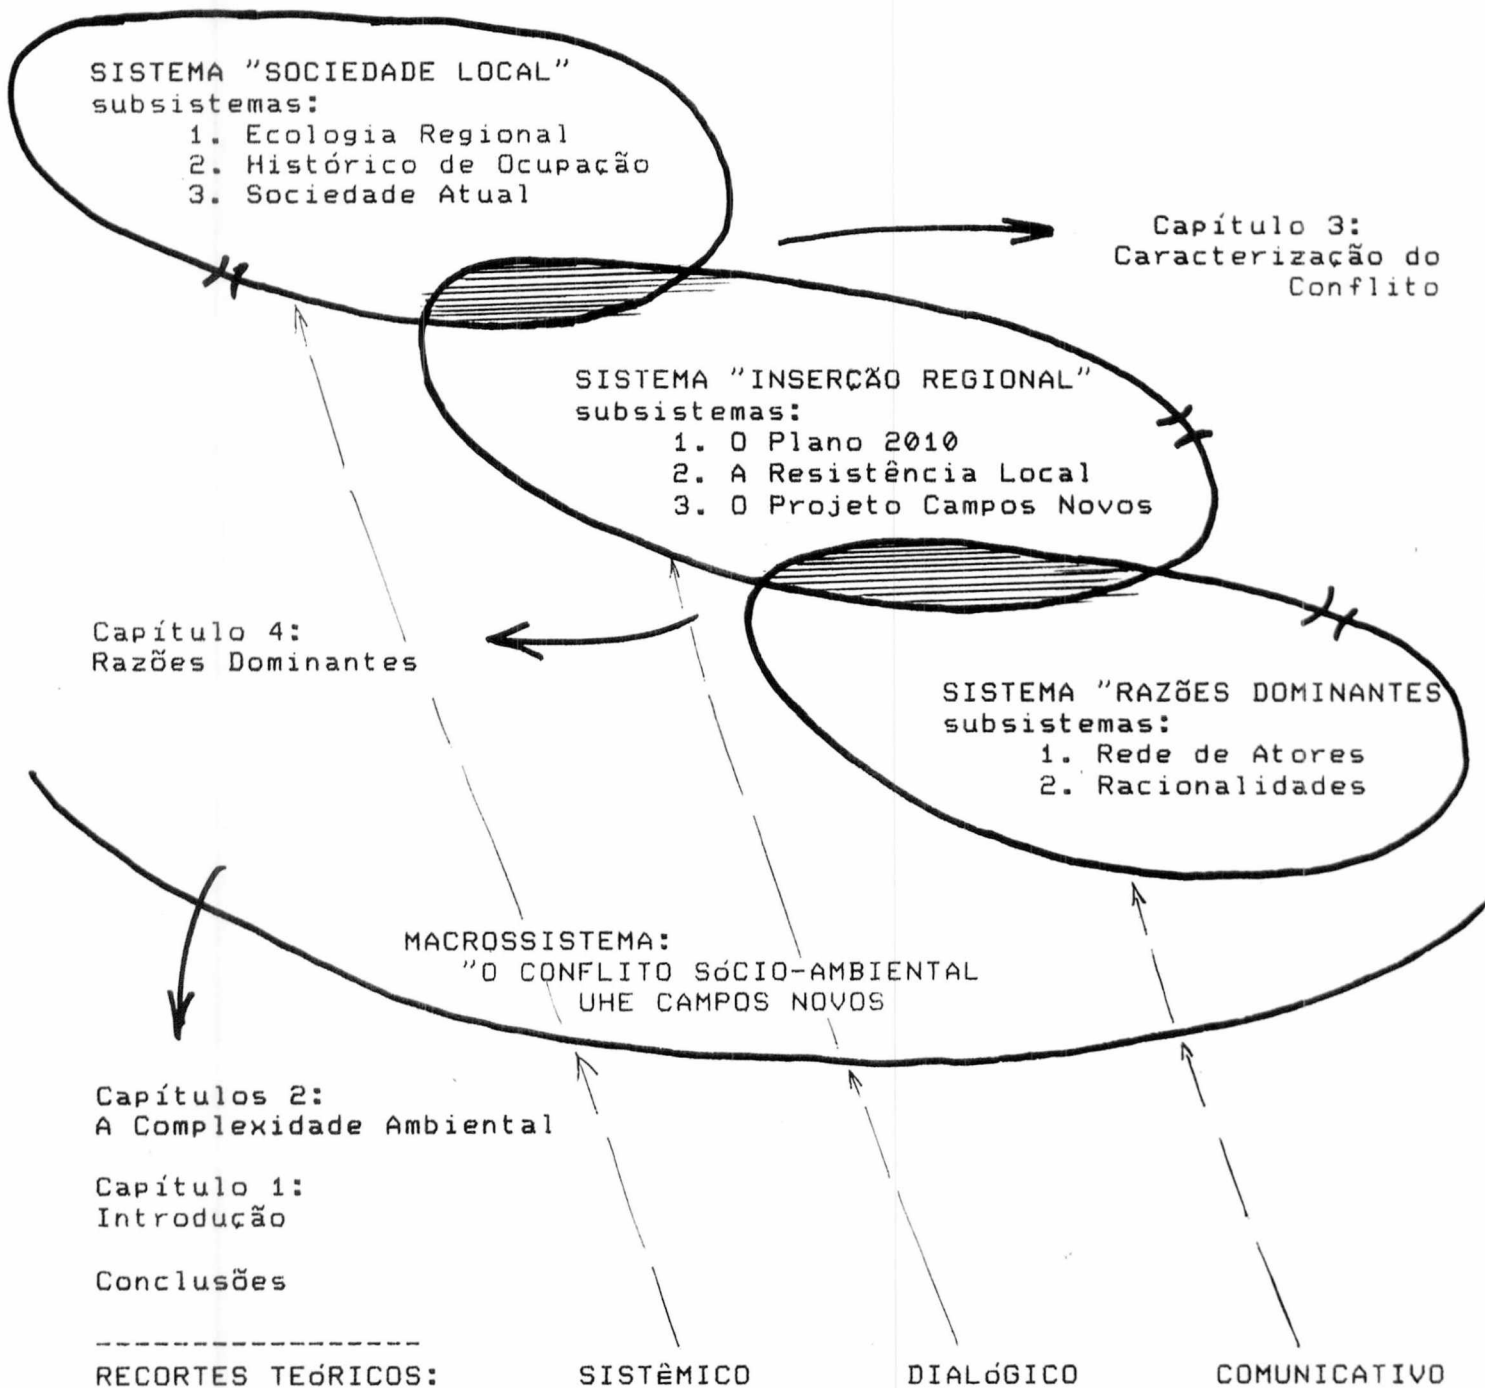 SISTEMA "SOCIEDADE LOCAL"
subsistemas:
1. Ecologia Regional
2. Histórico de Ocupação
3. Sociedade Atual
Capítulo 3:
Caracterização do
Conflito
SISTEMA "INSERÇÃO REGIONAL"
subsistemas:
1. O Plano 2010
2. A Resistência Local
3. O Projeto Campos Novos
Capítulo 4:
Razões Dominantes
SISTEMA "RAZõES DOMINANTES
subsistemas:
1. Rede de Atores
2. Racionalidades
MACROSSISTEMA:
"O CONFLITO SóCIO-AMBIENTAL
UHE CAMPOS NOVOS
Capítulos 2:
A Complexidade Ambiental
Capítulo 1:
Introdução
Conclusões
-----------------
RECORTES TEóRICOS: SISTêMICO DIALóGICO COMUNICATIVO